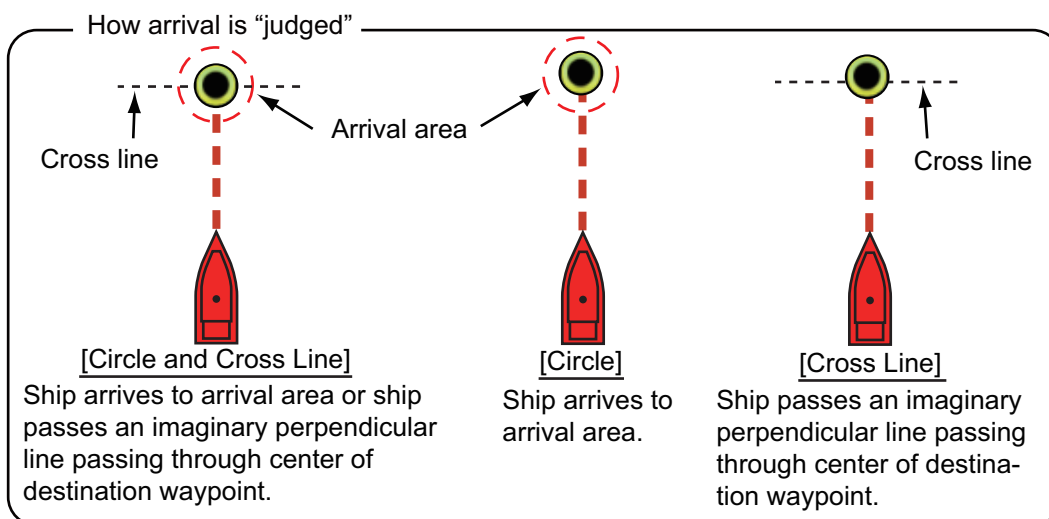 How arrival is “judged”
Cross line
Arrival area
Cross line
[Circle and Cross Line]
Ship arrives to arrival area or ship
passes an imaginary perpendicular
line passing through center of
destination waypoint.
[Circle]
Ship arrives to
arrival area.
[Cross Line]
Ship passes an imaginary
perpendicular line passing
through center of destina-
tion waypoint.